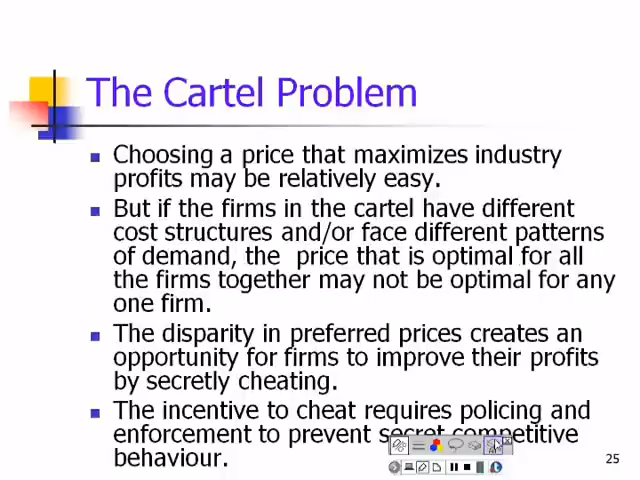 The Cartel Problem
Choosing a price that maximizes industry
profits may be relatively easy.
But if the firms in the cartel have different
cost structures and/or face different patterns
of demand, the  price that is optimal for all
the firms together may not be optimal for any
one firm.
The disparity in preferred prices creates an
opportunity for firms to improve their profits
by secretly cheating.
The incentive to cheat requires policing and
enforcement to prevent secret competitive
behaviour.
25